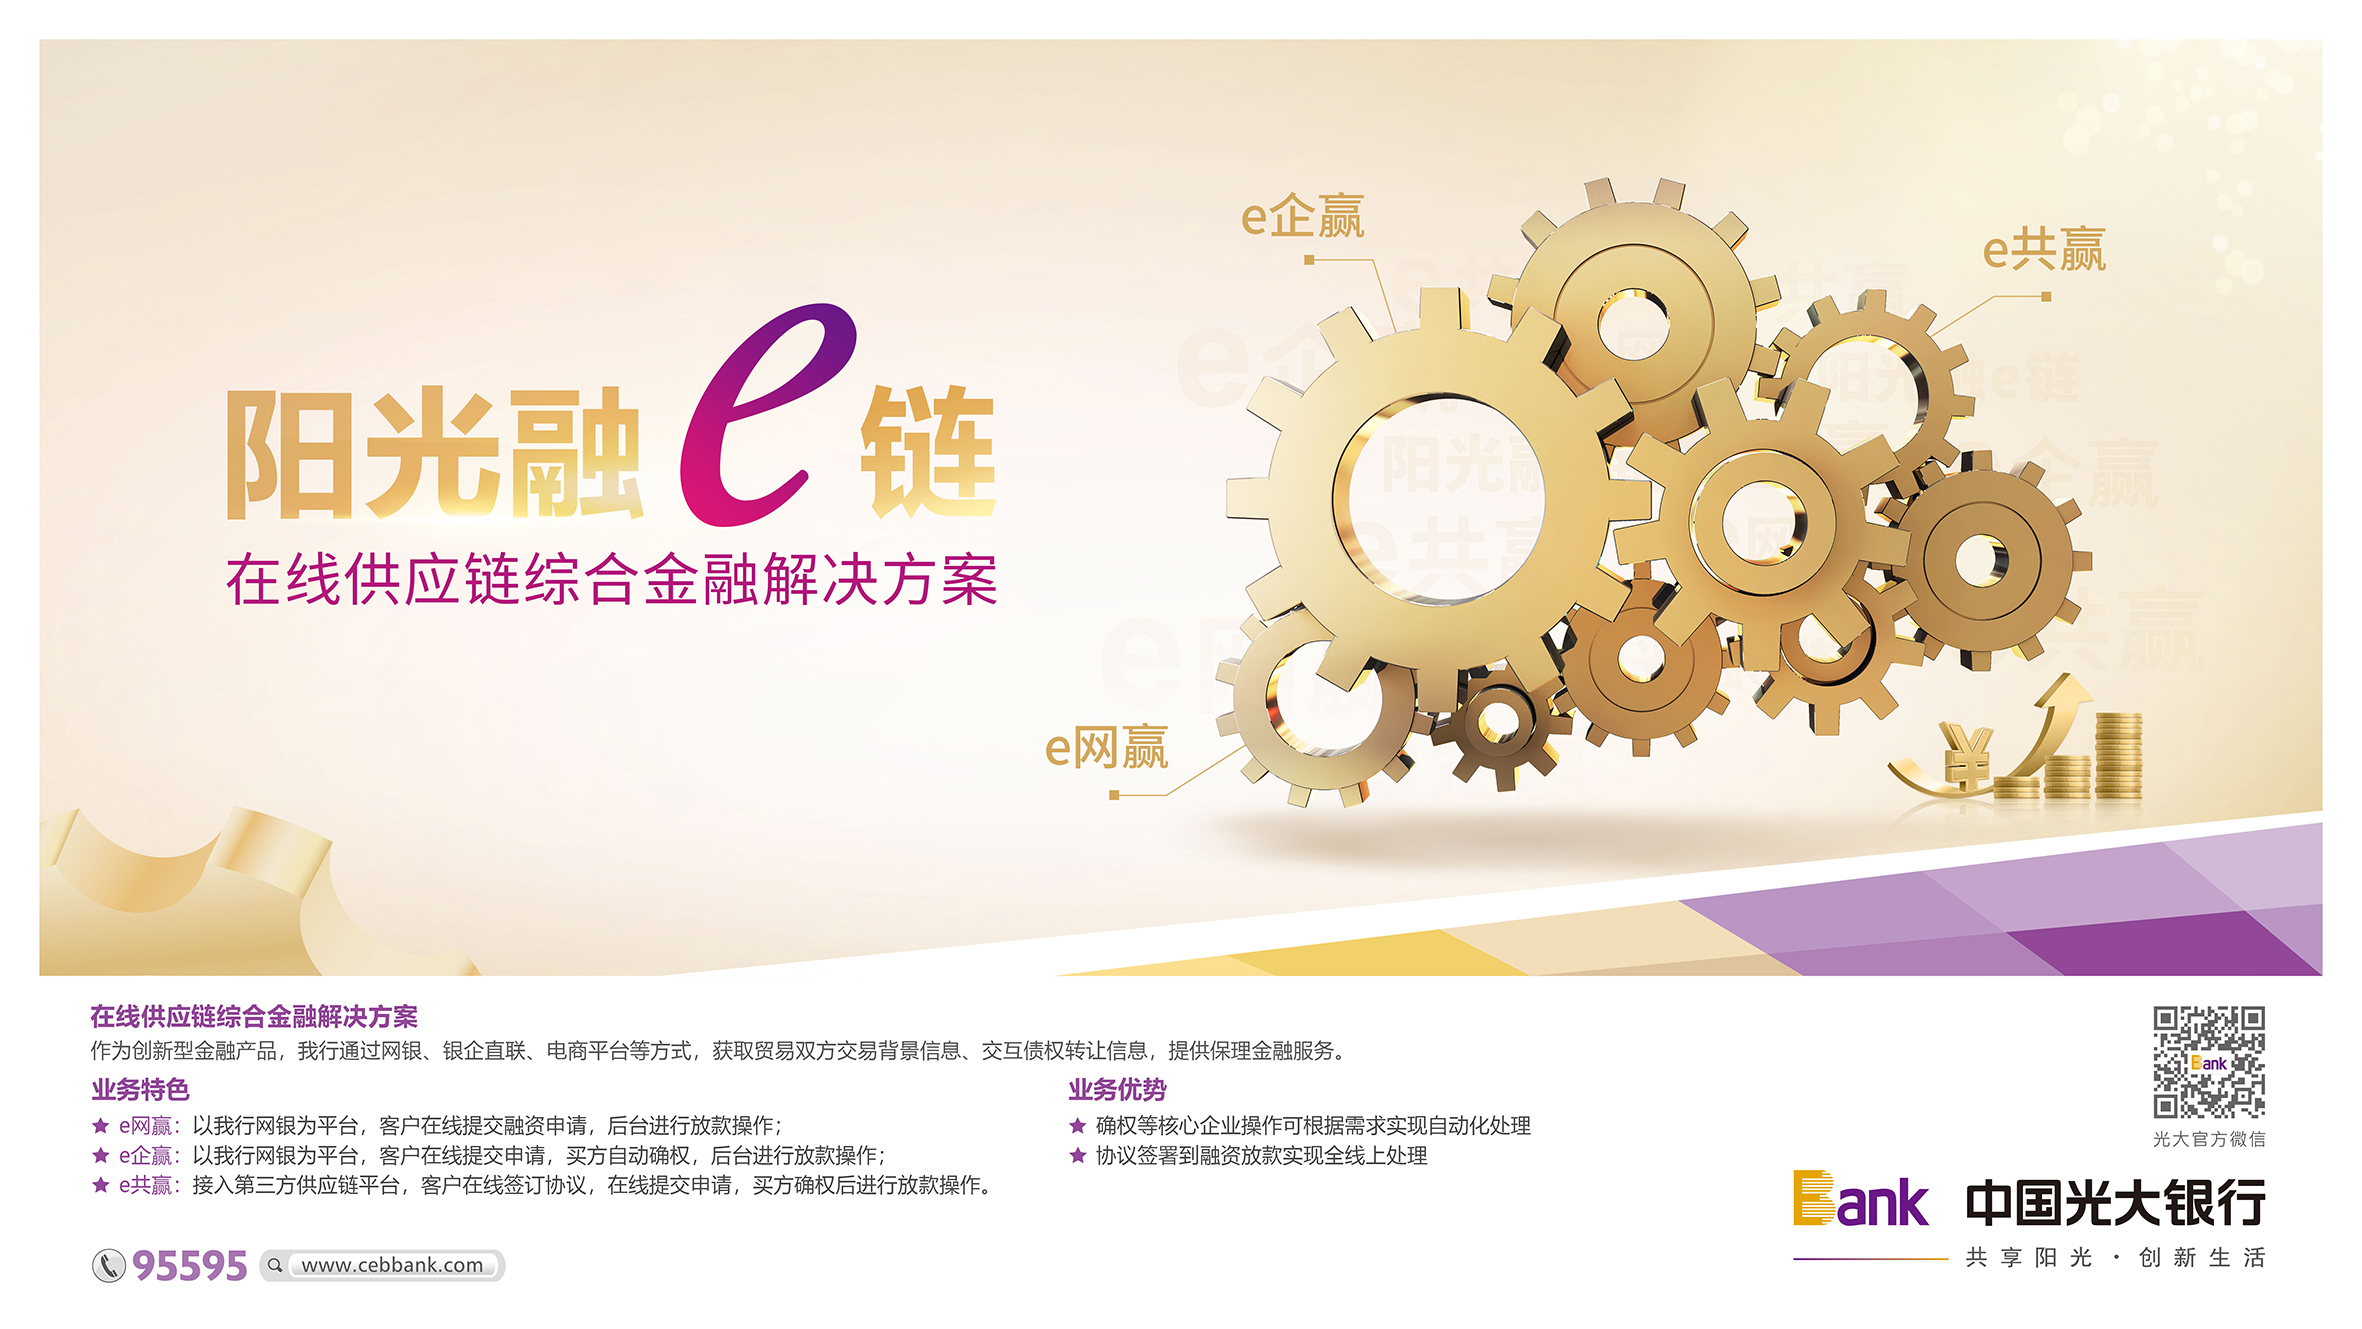 e企赢
e共赢
阳光融e链
在线供应链综合金融解决方案
e网赢
在线供应链综合金融解决方案
作为创新型金融产品，我行通过网银、银企直联、电商平台等方式，获取贸易双方交易背景信息、交互债权转让信息，提供保理金融服务。
业务特色
★ e网赢：以我行网银为平台，客户在线提交融资申请，后台进行放款操作；
★ e企赢：以我行网银为平台，客户在线提交申请，买方自动确权，后台进行放款操作；
★ e共赢：接入第三方供应链平台，客户在线签订协议，在线提交申请，买方确权后进行放款操作。
业务优势
★ 确权等核心企业操作可根据需求实现自动化处理
★ 协议签署到融资放款实现全线上处理
Bank
光大官方微信
Bank 中国光大银行
共享阳光·创新生活
95595 www.cebbank.com